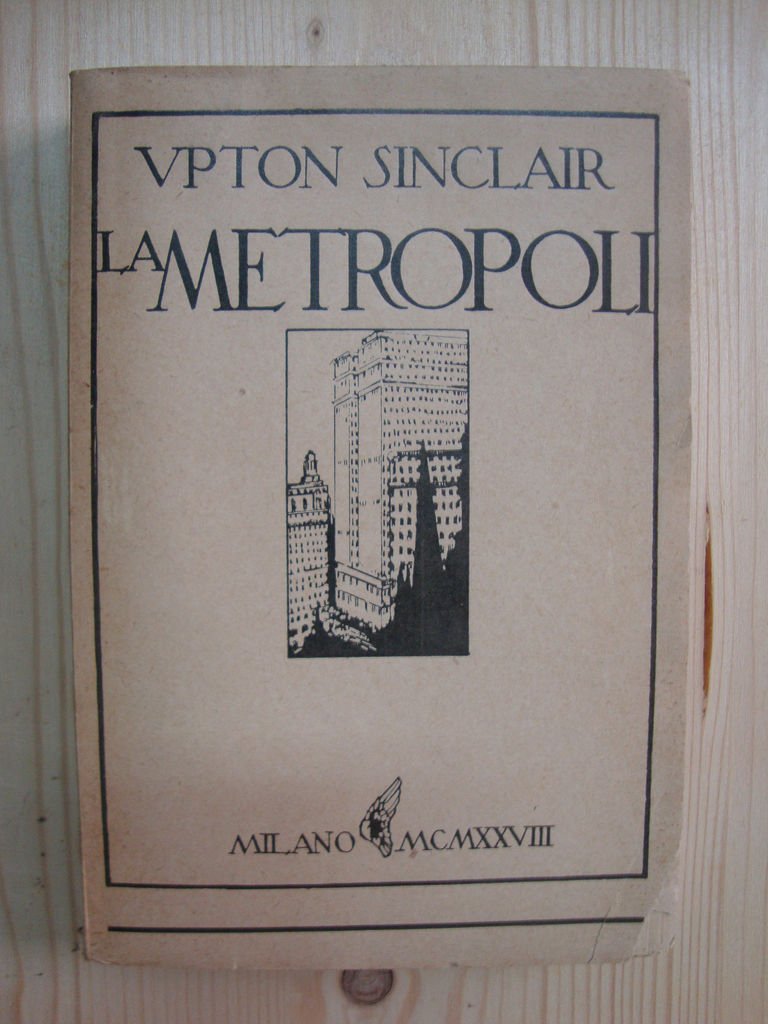 VPTON SINCLAIR
LA METROPOLI
MILANO MCMXXVIII